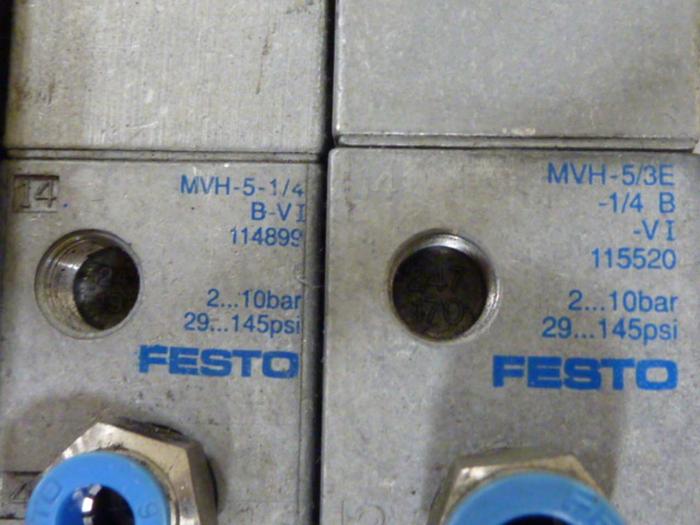 14.
MVH-5-1/4
B-VI
114899
2...10bar
29...145psi
FESTO
MVH-5/3E
-1/4 B
-VI
115520
2...10bar
29...145psi
FESTO